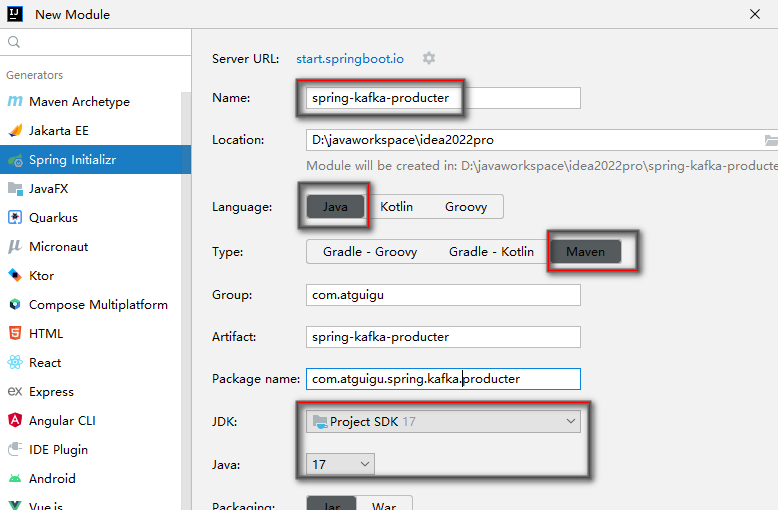 New Module
Generators
Maven Archetype
Jakarta EE
Spring Initializr
JavaFX
Quarkus
Micronaut
Ktor
Compose Multiplatform
HTML
React
Express
Angular CLI
IDE Plugin
Android
Vue.js
Server URL: start.springboot.io
Name: spring-kafka-producter
Location: D:\javaworkspace\idea2022pro
Module will be created in: D:\javaworkspace\idea2022pro\spring-kafka-producte
Language: Java Kotlin Groovy
Type: Gradle - Groovy Gradle - Kotlin Maven
Group: com.atguigu
Artifact: spring-kafka-producter
Package name: com.atguigu.spring.kafka.producter
JDK: Project SDK 17
Java: 17
Packaging: Jar War